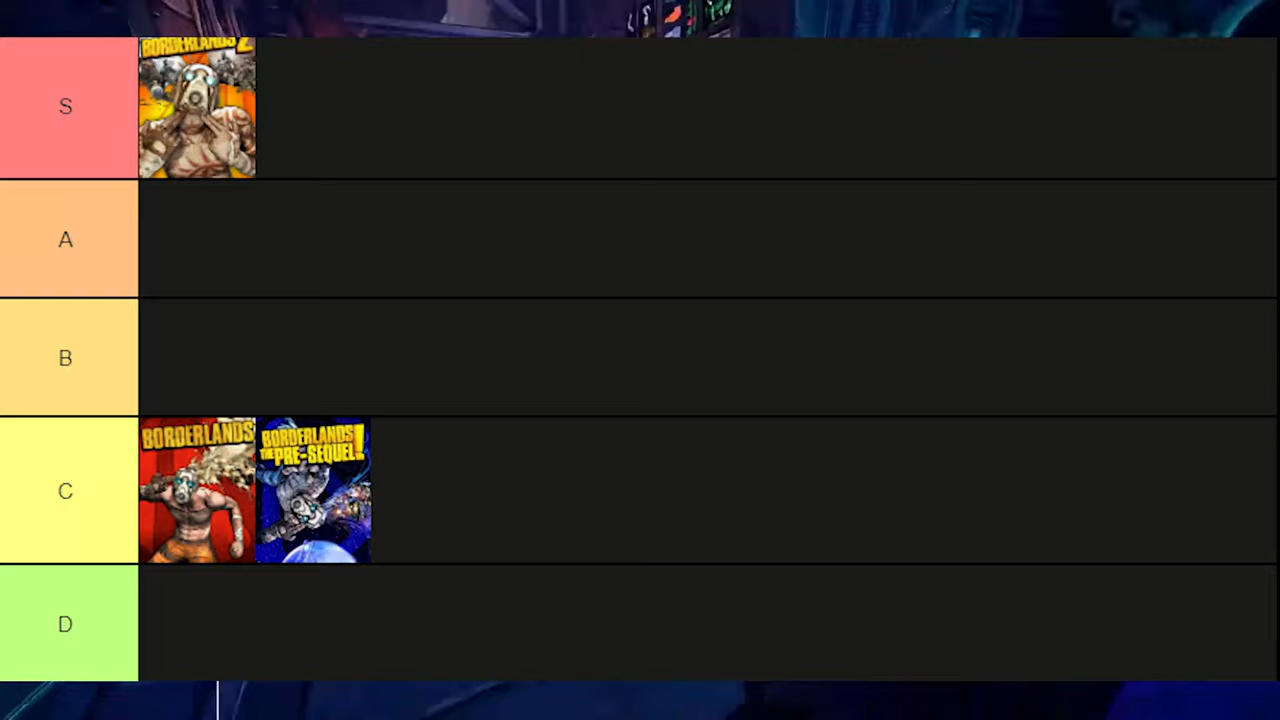 S
BORDERLANDS 2
A
B
C
BORDERLANDS
BORDERLANDS
THE PRE-SEQUEL!
D